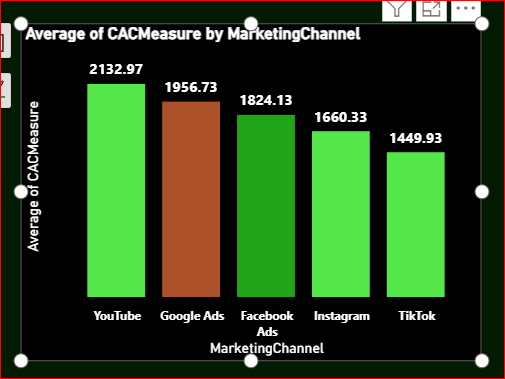 Average of CACMeasure by MarketingChannel
2132.97
1956.73
1824.13
1660.33
1449.93
Average of CACMeasure
YouTube
Google Ads
Facebook
Ads
Instagram
TikTok
MarketingChannel